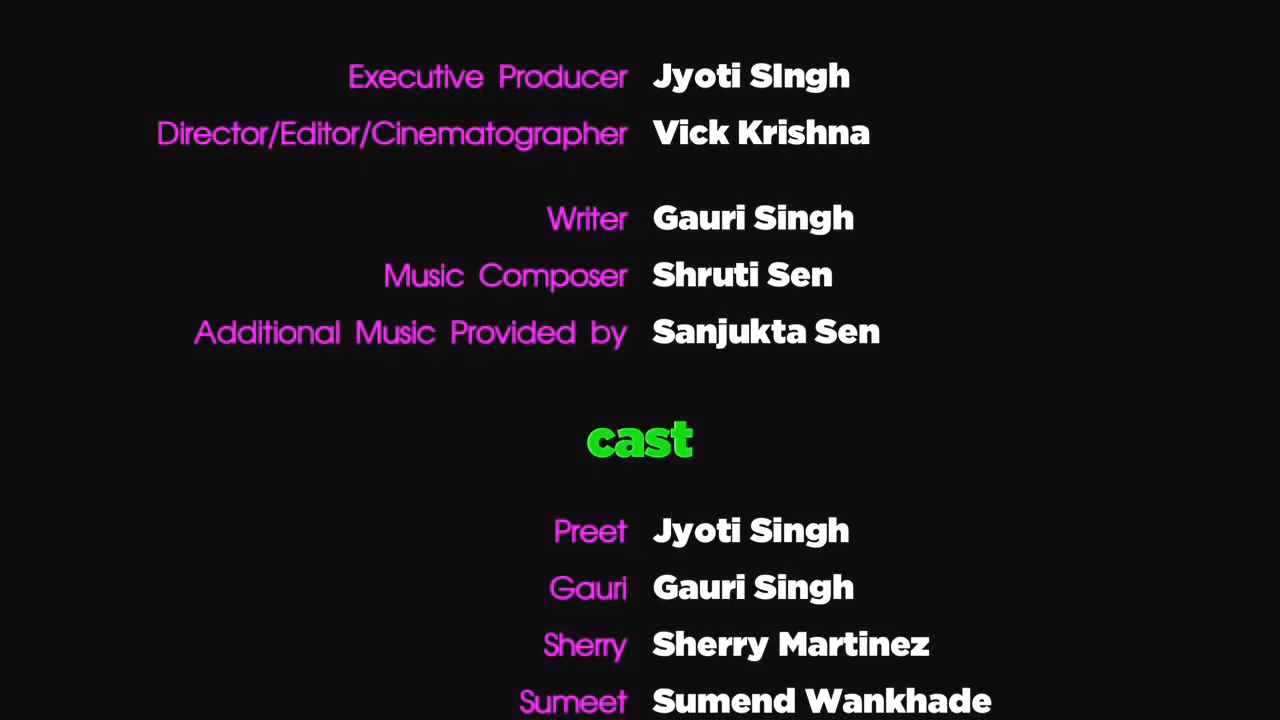 Executive Producer Jyoti SIngh
Director/Editor/Cinematographer Vick Krishna
Writer Gauri Singh
Music Composer Shruti Sen
Additional Music Provided by Sanjukta Sen
cast
Preet Jyoti Singh
Gauri Gauri Singh
Sherry Sherry Martinez
Sumeet Sumend Wankhade